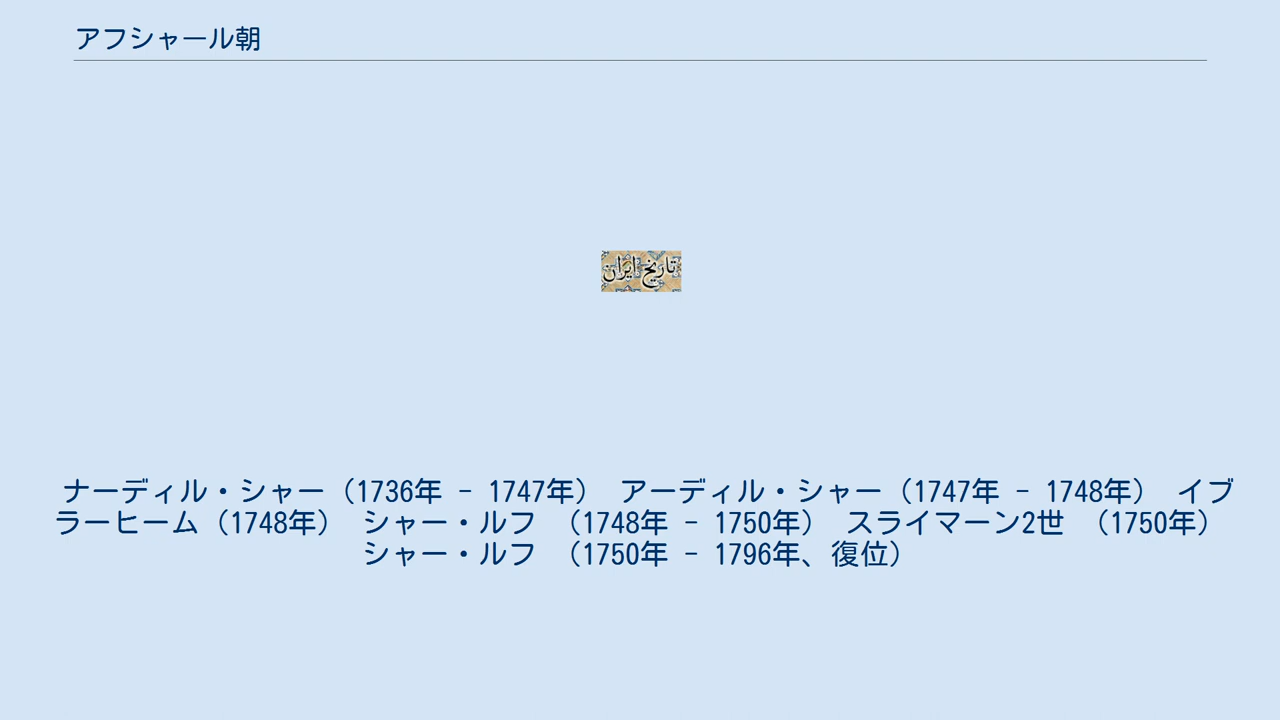 アフシャール朝
تاریخ ایران
ナーディル・シャー（1736年 － 1747年） アーディル・シャー（1747年 － 1748年） イブ
ラーヒーム（1748年） シャー・ルフ （1748年 － 1750年） スライマーン2世 （1750年）
シャー・ルフ （1750年 － 1796年、復位）